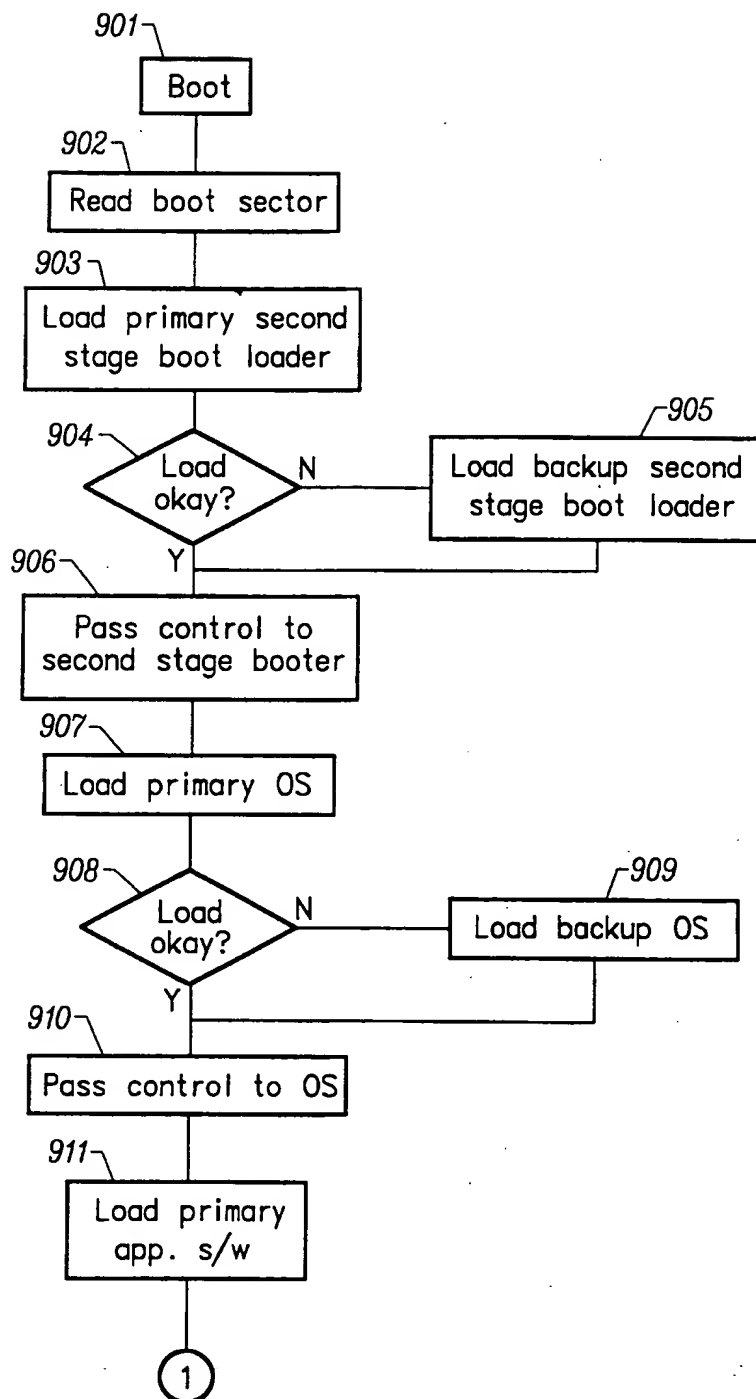 901
Boot
902
Read boot sector
903
Load primary second
stage boot loader
904
Load
okay?
N
905
Load backup second
stage boot loader
Y
906
Pass control to
second stage booter
907
Load primary OS
908
Load
okay?
N
909
Load backup OS
Y
910
Pass control to OS
911
Load primary
app. s/w
1